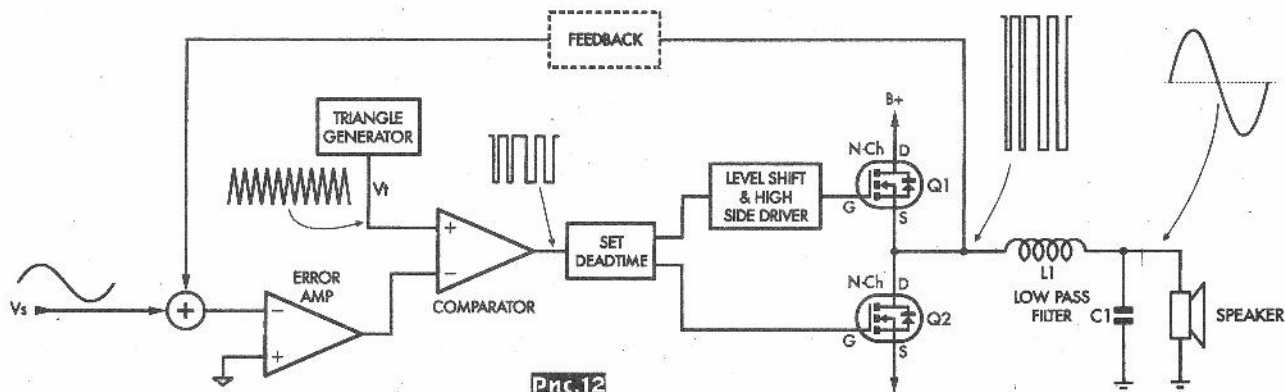 FEEDBACK
TRIANGLE
GENERATOR
Vt
B+
N-Ch
D
Q1
G
S
LEVEL SHIFT
& HIGH
SIDE DRIVER
+
−
COMPARATOR
SET
DEADTIME
Vs
+
ERROR
AMP
−
+
N-Ch
D
Q2
G
S
L1
LOW PASS
FILTER
C1
SPEAKER
Рис.12